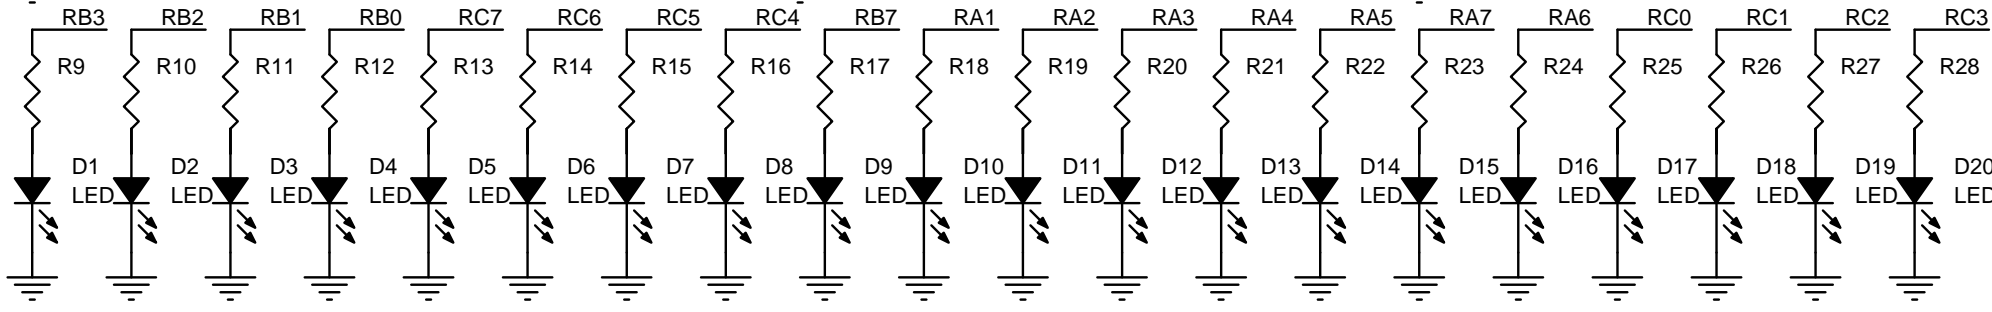 RB3 RB2 RB1 RB0 RC7 RC6 RC5 RC4 RB7 RA1 RA2 RA3 RA4 RA5 RA7 RA6 RC0 RC1 RC2 RC3
R9 R10 R11 R12 R13 R14 R15 R16 R17 R18 R19 R20 R21 R22 R23 R24 R25 R26 R27 R28
D1 D2 D3 D4 D5 D6 D7 D8 D9 D10 D11 D12 D13 D14 D15 D16 D17 D18 D19 D20
LED LED LED LED LED LED LED LED LED LED LED LED LED LED LED LED LED LED LED LED